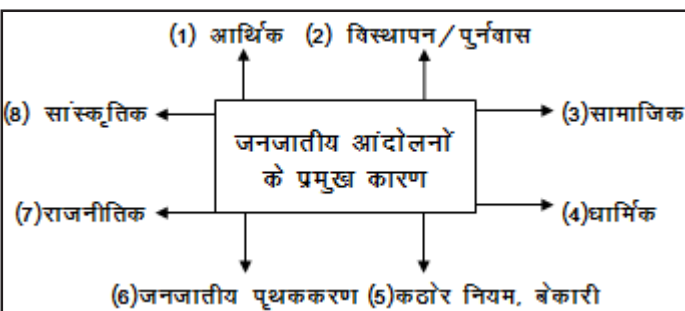 (1) आर्थिक (2) विस्थापन/पुर्नवास
(8) सांस्कृतिक
(3)सामाजिक
जनजातीय आंदोलनों
के प्रमुख कारण
(7)राजनीतिक
(4)धार्मिक
(6)जनजातीय पृथककरण (5)कठोर नियम, बेकारी